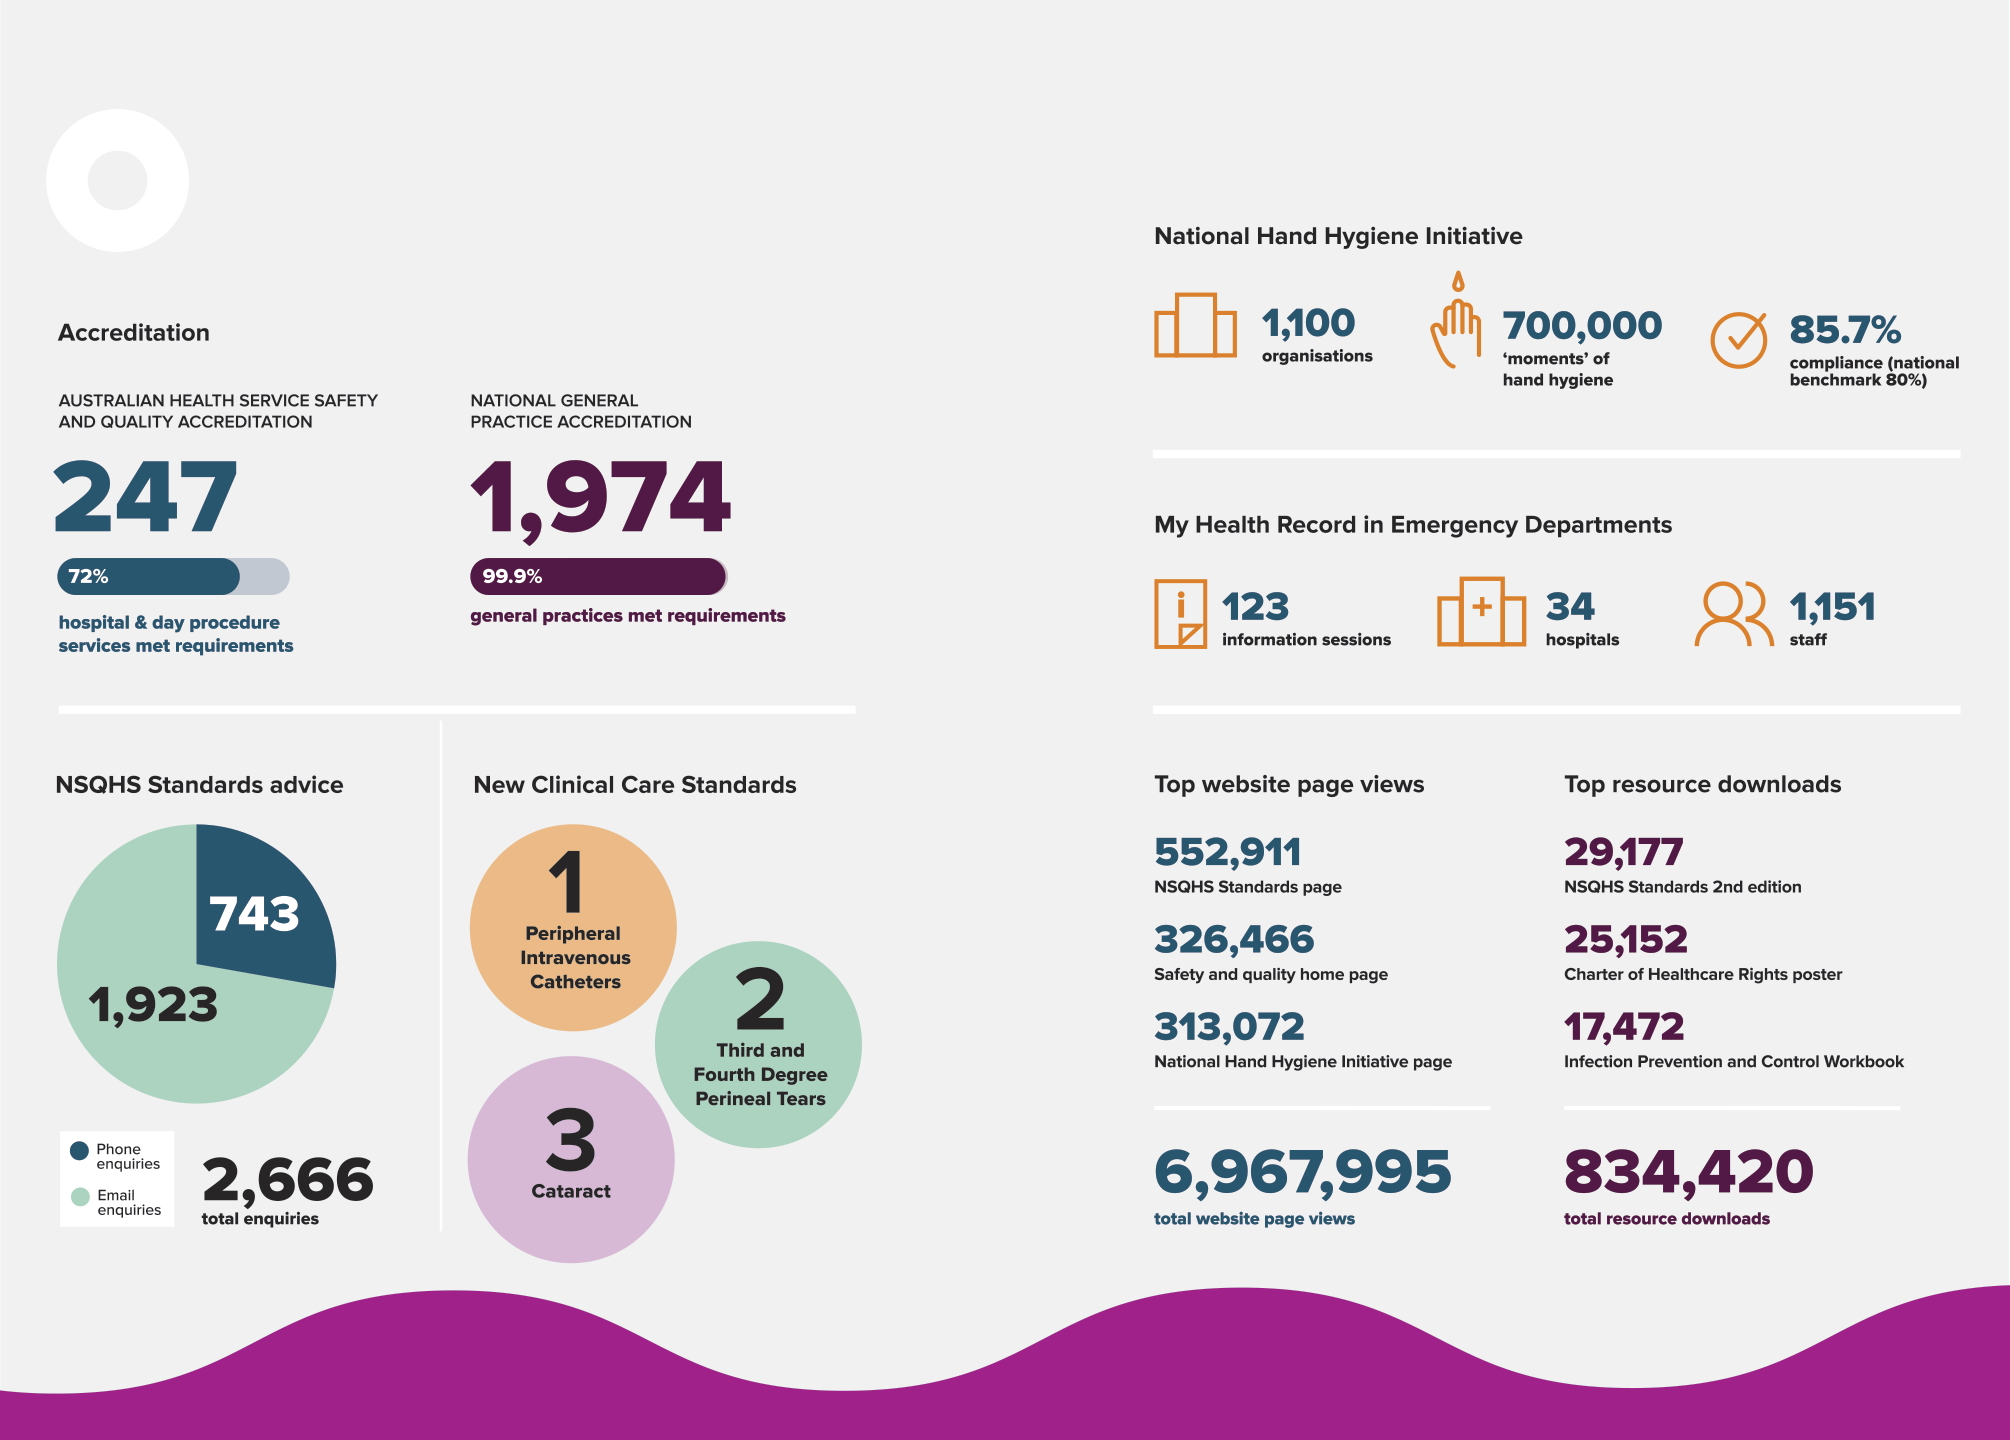 Accreditation
AUSTRALIAN HEALTH SERVICE SAFETY
AND QUALITY ACCREDITATION
247
72%
hospital & day procedure
services met requirements
NATIONAL GENERAL
PRACTICE ACCREDITATION
1,974
99.9%
general practices met requirements
NSQHS Standards advice
743
1,923
Phone
enquiries
Email
enquiries
2,666
total enquiries
New Clinical Care Standards
1
Peripheral
Intravenous
Catheters
2
Third and
Fourth Degree
Perineal Tears
3
Cataract
National Hand Hygiene Initiative
1,100
organisations
700,000
‘moments’ of
hand hygiene
85.7%
compliance (national
benchmark 80%)
My Health Record in Emergency Departments
123
information sessions
34
hospitals
1,151
staff
Top website page views
552,911
NSQHS Standards page
326,466
Safety and quality home page
313,072
National Hand Hygiene Initiative page
6,967,995
total website page views
Top resource downloads
29,177
NSQHS Standards 2nd edition
25,152
Charter of Healthcare Rights poster
17,472
Infection Prevention and Control Workbook
834,420
total resource downloads